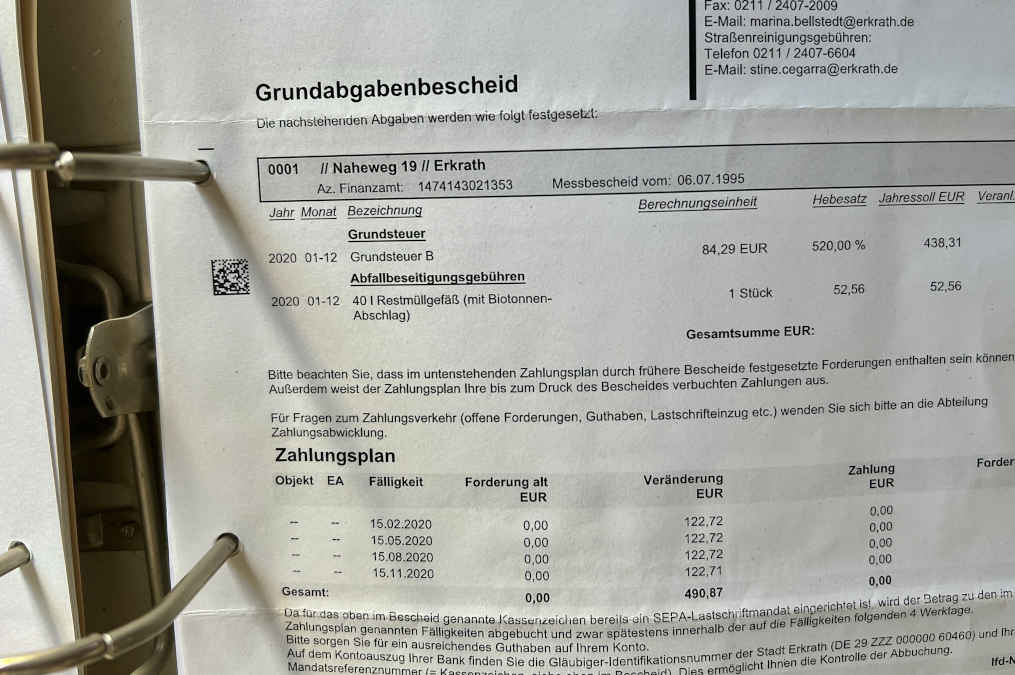 Fax: 0211 / 2407-2009
E-Mail: marina.bellstedt@erkrath.de
Straßenreinigungsgebühren:
Telefon 0211 / 2407-6604
E-Mail: stine.cegarra@erkrath.de
Grundabgabenbescheid
Die nachstehenden Abgaben werden wie folgt festgesetzt:
0001 // Naheweg 19 // Erkrath
Az. Finanzamt: 1474143021353 Messbescheid vom: 06.07.1995
Jahr Monat Bezeichnung Berechnungseinheit Hebesatz Jahressoll EUR Veranl.
Grundsteuer
2020 01-12 Grundsteuer B 84,29 EUR 520,00 % 438,31
Abfallbeseitigungsgebühren
2020 01-12 40 l Restmüllgefäß (mit Biotonnen- 1 Stück 52,56 52,56
Abschlag)
Gesamtsumme EUR:
Bitte beachten Sie, dass im untenstehenden Zahlungsplan durch frühere Bescheide festgesetzte Forderungen enthalten sein können
Außerdem weist der Zahlungsplan Ihre bis zum Druck des Bescheides verbuchten Zahlungen aus.
Für Fragen zum Zahlungsverkehr (offene Forderungen, Guthaben, Lastschrifteinzug etc.) wenden Sie sich bitte an die Abteilung
Zahlungsabwicklung.
Zahlungsplan
Objekt EA Fälligkeit Forderung alt Veränderung Zahlung Forder
EUR EUR EUR
-- -- 15.02.2020 0,00 122,72 0,00
-- -- 15.05.2020 0,00 122,72 0,00
-- -- 15.08.2020 0,00 122,72 0,00
-- -- 15.11.2020 0,00 122,71 0,00
Gesamt: 0,00 490,87 0,00
Da für das oben im Bescheid genannte Kassenzeichen bereits ein SEPA-Lastschriftmandat eingerichtet ist, wird der Betrag zu den im
Zahlungsplan genannten Fälligkeiten abgebucht und zwar spätestens innerhalb der auf die Fälligkeiten folgenden 4 Werktage.
Bitte sorgen Sie für ein ausreichendes Guthaben auf Ihrem Konto.
Auf dem Kontoauszug Ihrer Bank finden Sie die Gläubiger-Identifikationsnummer der Stadt Erkrath (DE 29 ZZZ 000000 60460) und Ihr
Mandatsreferenznummer (= Kassenzeichen, siehe oben im Bescheid). Dies ermöglicht Ihnen die Kontrolle der Abbuchung.
lfd-N